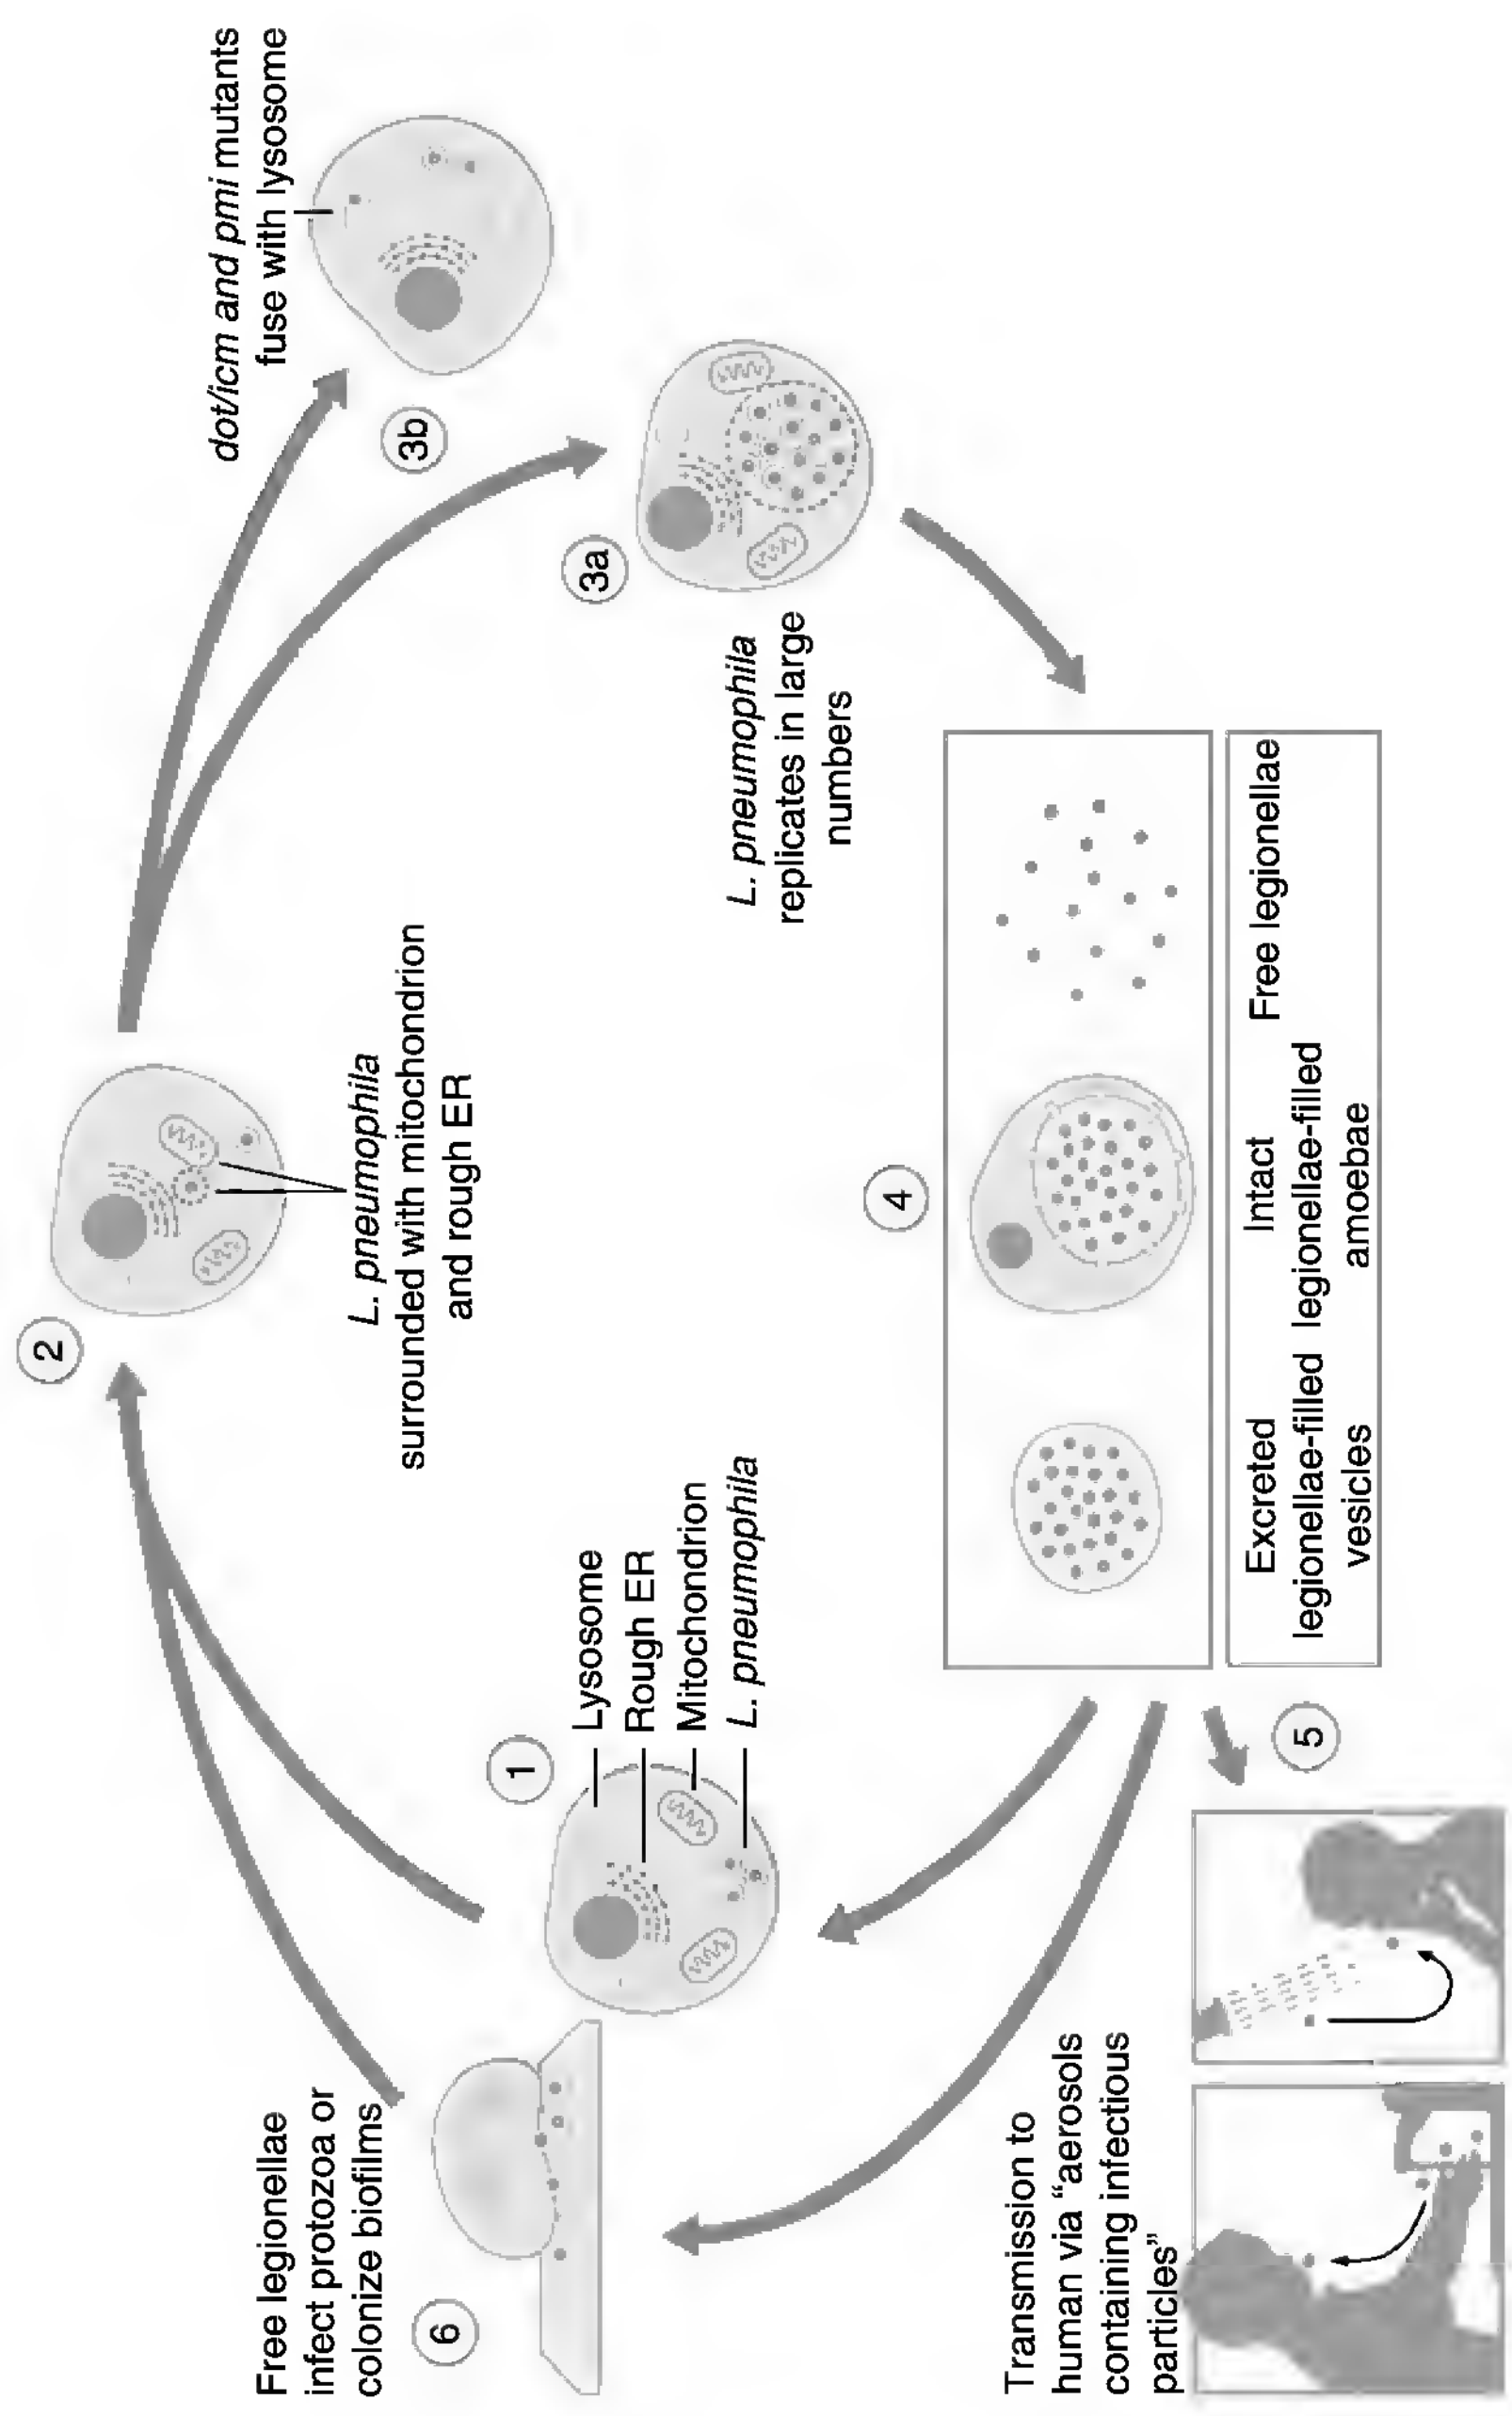 Free legionellae
infect protozoa or
colonize biofilms
6
1
Lysosome
Rough ER
Mitochondrion
L. pneumophila
2
L. pneumophila
surrounded with mitochondrion
and rough ER
dot/icm and pmi mutants
fuse with lysosome
3b
3a
L. pneumophila
replicates in large
numbers
4
Excreted
legionellae-filled
vesicles
Intact
legionellae-filled
amoebae
Free legionellae
5
Transmission to
human via “aerosols
containing infectious
particles”